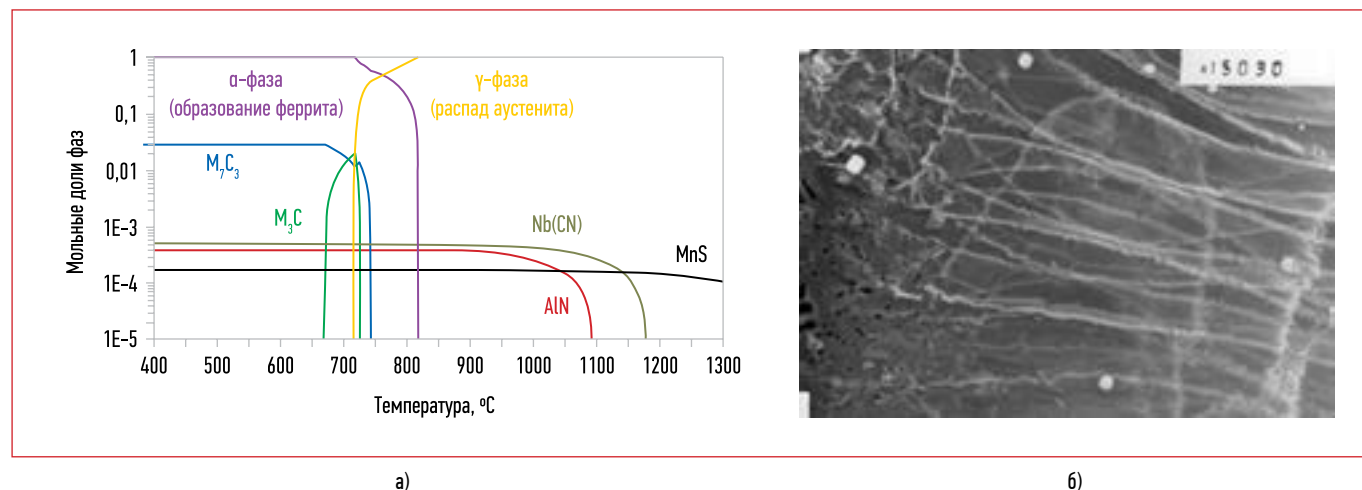 1
0,1
0,01
1E-3
1E-4
1E-5
Мольные доли фаз
α-фаза
(образование феррита)
γ-фаза
(распад аустенита)
M₇C₃
M₃C
Nb(CN)
MnS
AlN
400 500 600 700 800 900 1000 1100 1200 1300
Температура, ºC
15030
а)
б)